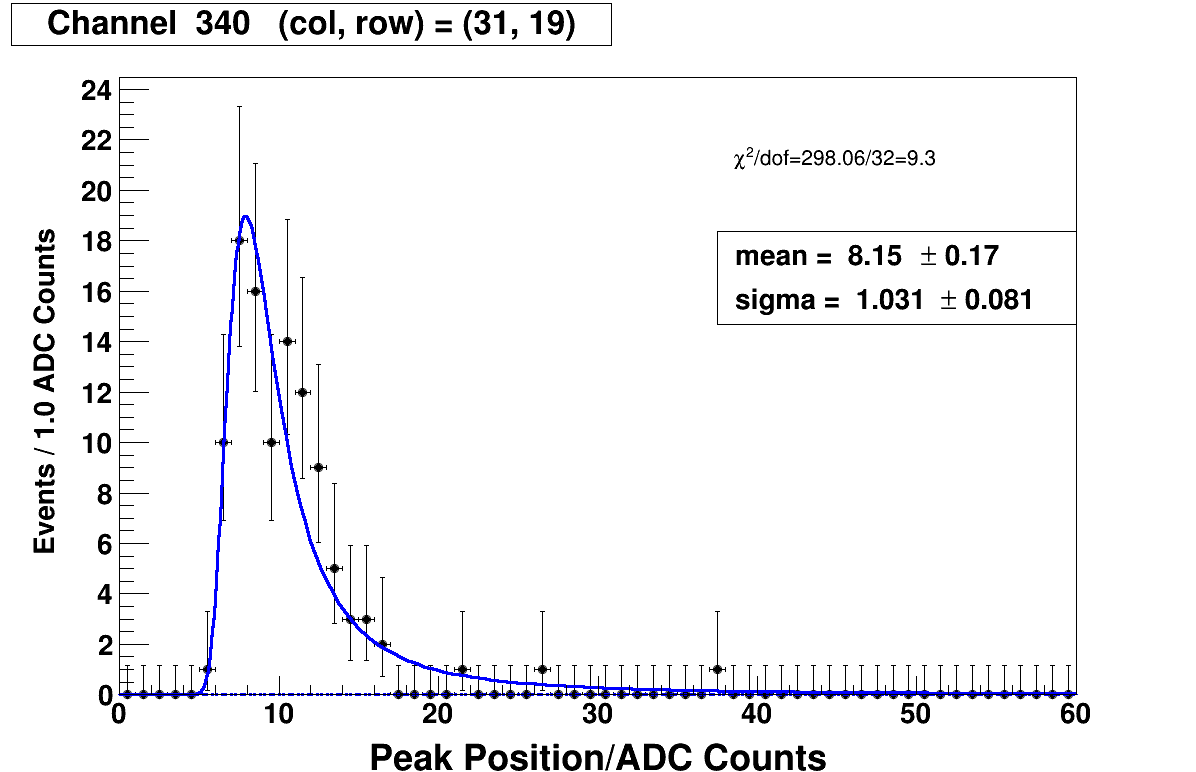 Channel 340 (col, row) = (31, 19)
24
22
20
18
16
14
12
10
8
6
4
2
0
Events / 1.0 ADC Counts
χ²/dof=298.06/32=9.3
mean = 8.15 ± 0.17
sigma = 1.031 ± 0.081
0 10 20 30 40 50 60
Peak Position/ADC Counts